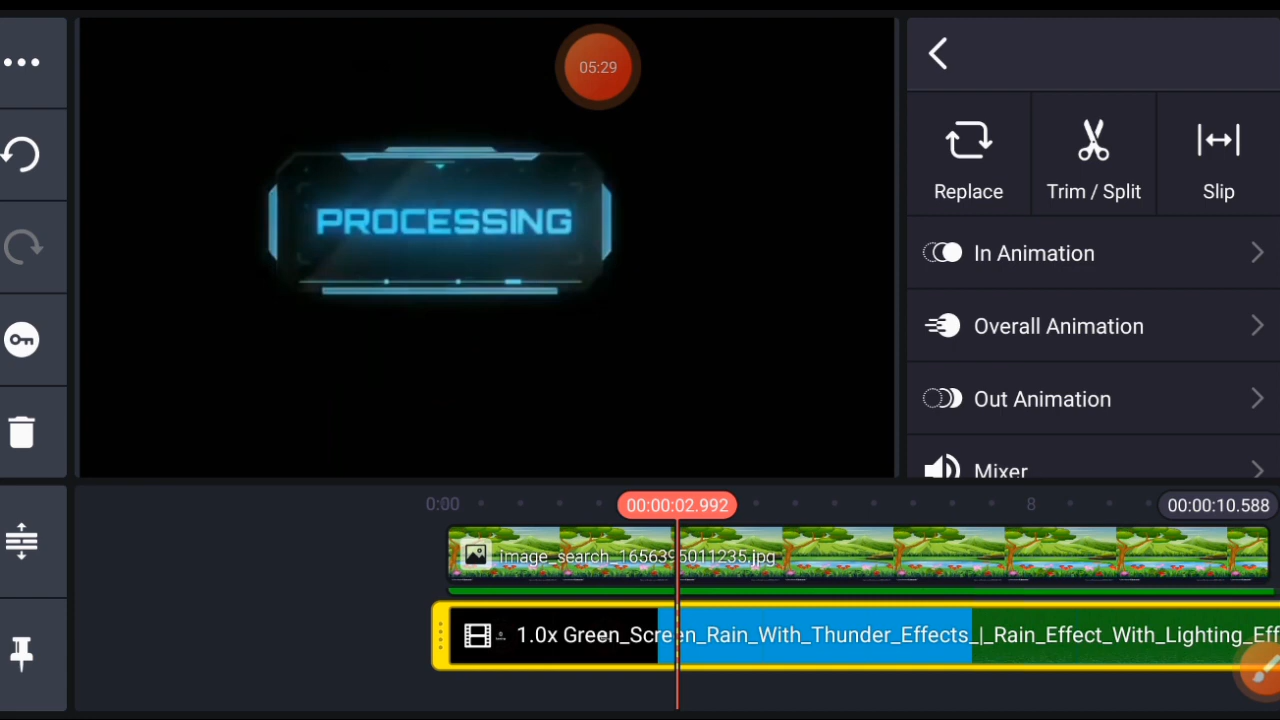 05:29
PROCESSING
Replace
Trim / Split
Slip
In Animation
Overall Animation
Out Animation
Mixer
0:00
00:00:02.992
8
00:00:10.588
image_search_1656395011235.jpg
1.0x Green_Screen_Rain_With_Thunder_Effects_|_Rain_Effect_With_Lighting_Eff